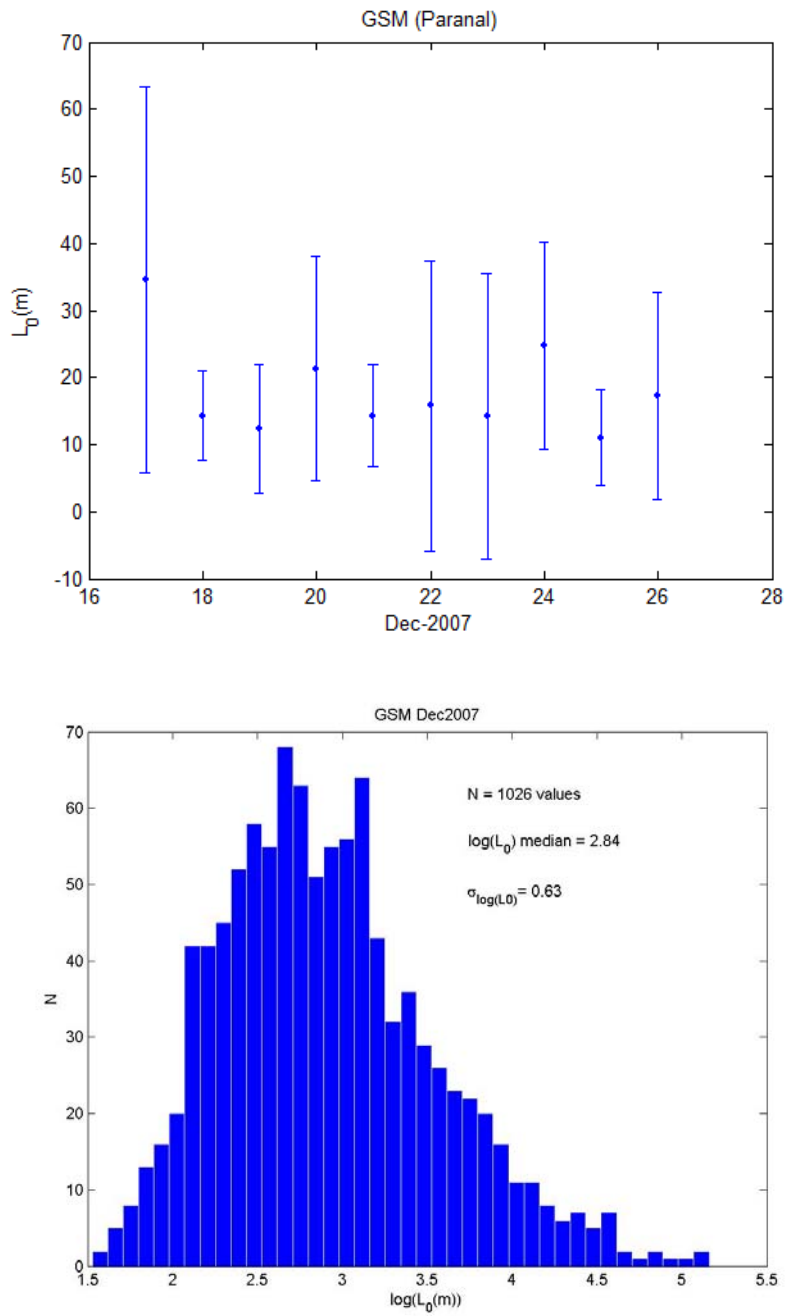 GSM (Paranal)
70
60
50
40
30
20
10
0
-10
L0(m)
16 18 20 22 24 26 28
Dec-2007
GSM Dec2007
70
60
50
40
30
20
10
0
N
N = 1026 values
log(L0) median = 2.84
σlog(L0)= 0.63
1.5 2 2.5 3 3.5 4 4.5 5 5.5
log(L0(m))